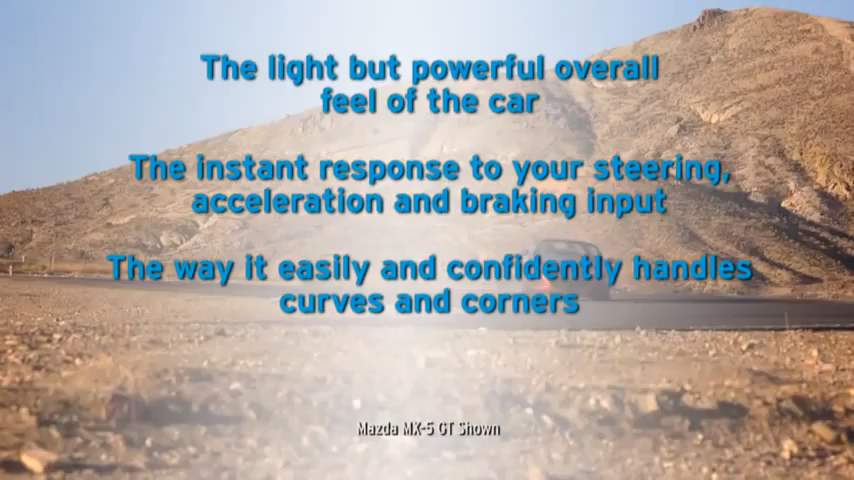 The light but powerful overall
feel of the car
The instant response to your steering,
acceleration and braking input
The way it easily and confidently handles
curves and corners
Mazda MX-5 GT Shown